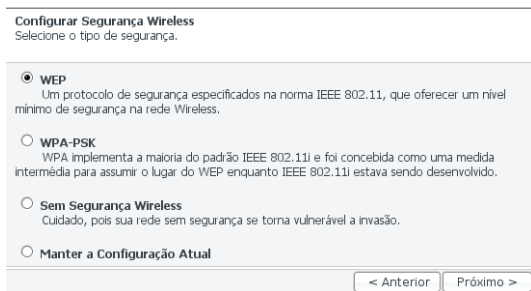 Configurar Segurança Wireless
Selecione o tipo de segurança.
WEP
Um protocolo de segurança especificados na norma IEEE 802.11, que oferecer um nível
mínimo de segurança na rede Wireless.
WPA-PSK
WPA implementa a maioria do padrão IEEE 802.11i e foi concebida como uma medida
intermédia para assumir o lugar do WEP enquanto IEEE 802.11i estava sendo desenvolvido.
Sem Segurança Wireless
Cuidado, pois sua rede sem segurança se torna vulnerável a invasão.
Manter a Configuração Atual
< Anterior Próximo >